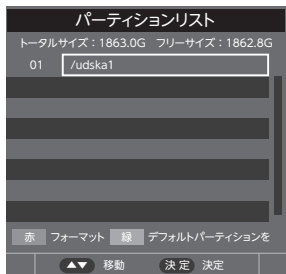 パーティションリスト
トータルサイズ：1863.0G フリーサイズ：1862.8G
01 /udska1
赤 フォーマット 緑 デフォルトパーティションを
▲▼ 移動 決定 決定